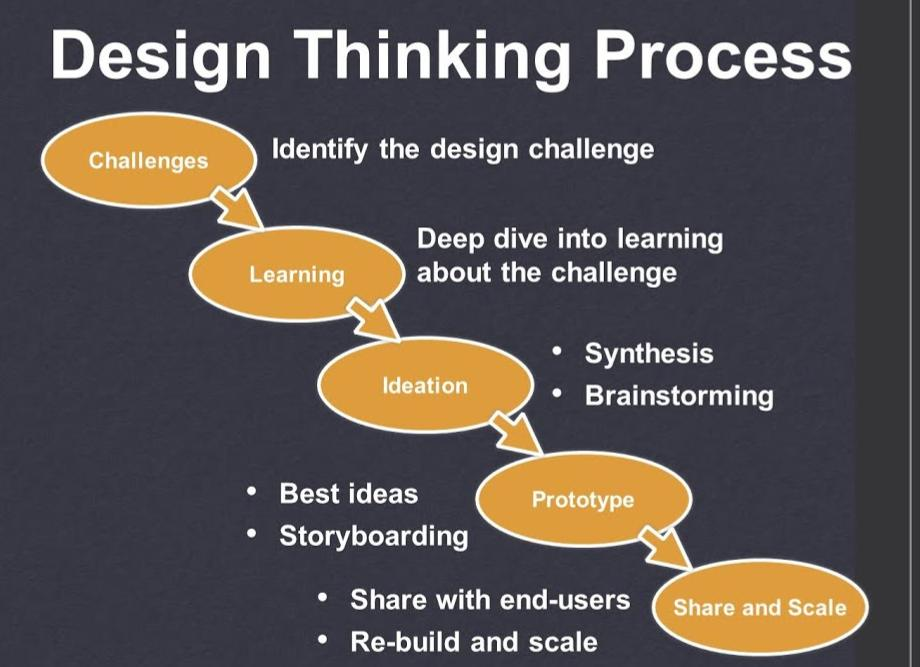 Design Thinking Process
Challenges
Identify the design challenge
Learning
Deep dive into learning
about the challenge
Ideation
• Synthesis
• Brainstorming
Prototype
• Best ideas
• Storyboarding
Share and Scale
• Share with end-users
• Re-build and scale